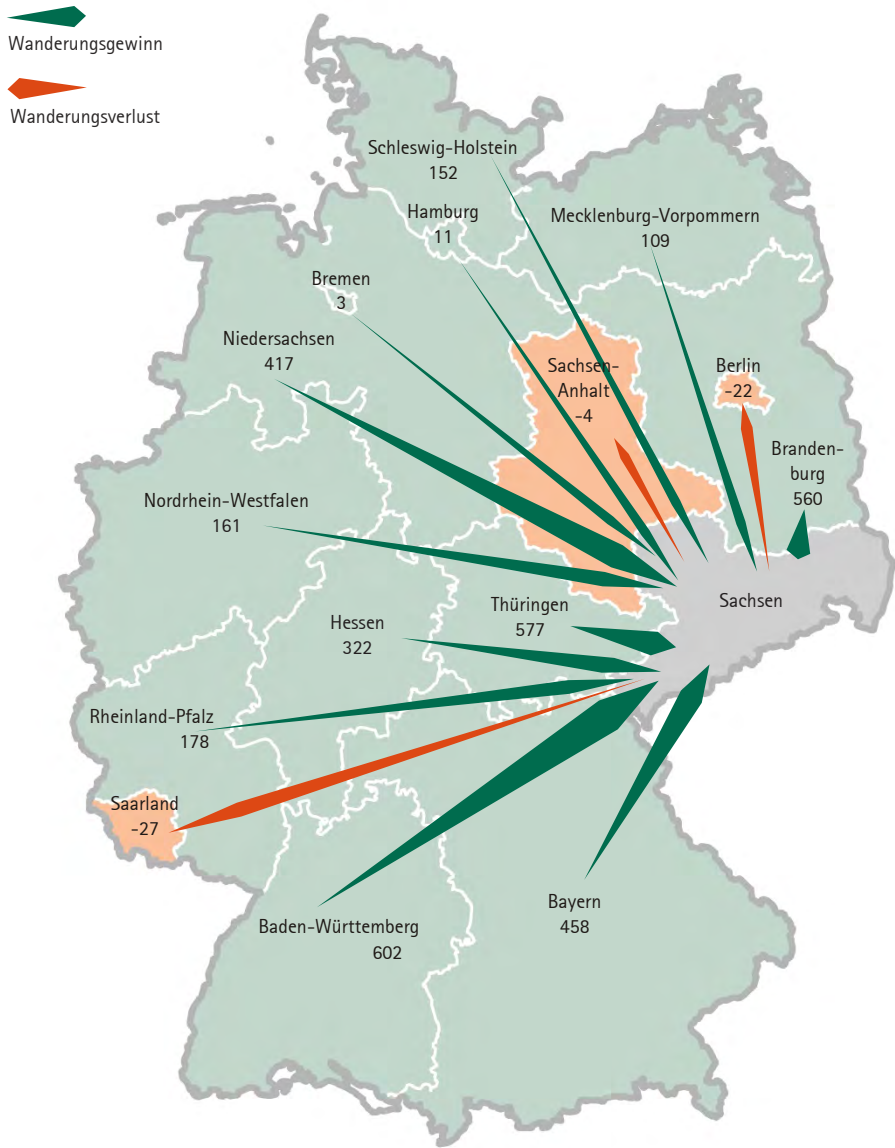 Wanderungsgewinn
Wanderungsverlust
Schleswig-Holstein
152
Hamburg
11
Mecklenburg-Vorpommern
109
Bremen
3
Niedersachsen
417
Sachsen-
Anhalt
-4
Berlin
-22
Branden-
burg
560
Nordrhein-Westfalen
161
Thüringen
577
Sachsen
Hessen
322
Rheinland-Pfalz
178
Saarland
-27
Bayern
458
Baden-Württemberg
602